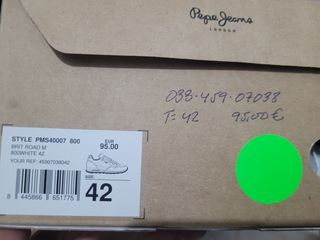 Pepe Jeans
LONDON
033-459-07038
T=42 95,00€
STYLE PMS40007 800
BRIT ROAD M
800WHITE 42
YOUR REF: 45907038042
EUR
95.00
8 445866 651775
SIZE:
42